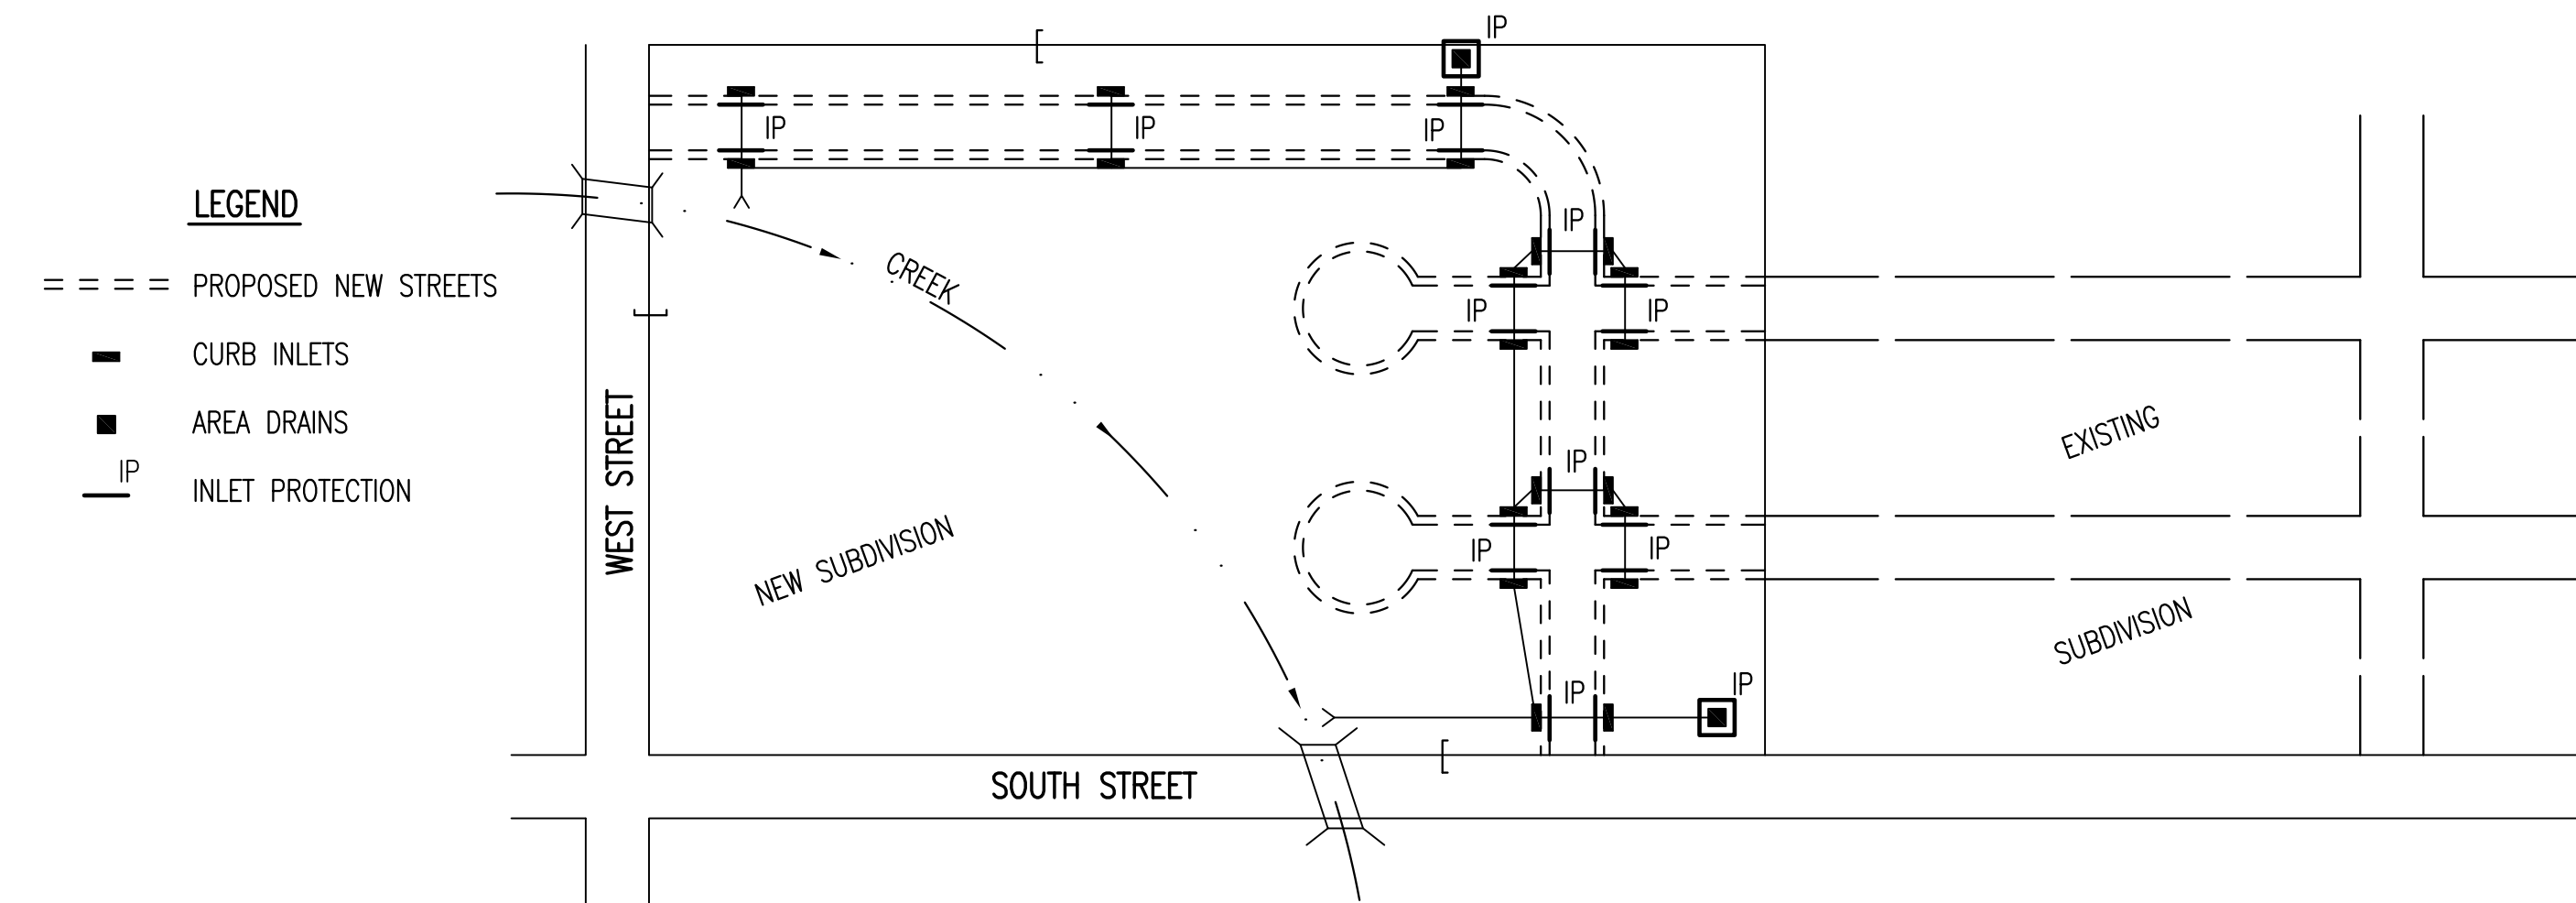 IP
IP
IP
IP
LEGEND
IP
PROPOSED NEW STREETS
CREEK
IP
IP
CURB INLETS
AREA DRAINS
EXISTING
IP
IP
INLET PROTECTION
WEST STREET
NEW SUBDIVISION
IP
IP
SUBDIVISION
IP
IP
SOUTH STREET